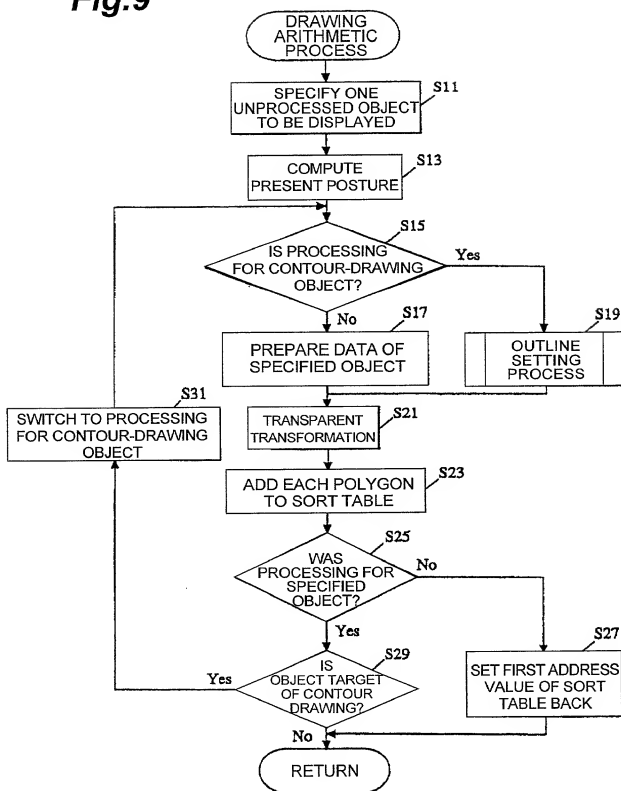 Fig.9
DRAWING
ARITHMETIC
PROCESS
S11
SPECIFY ONE
UNPROCESSED OBJECT
TO BE DISPLAYED
S13
COMPUTE
PRESENT POSTURE
S15
IS PROCESSING
FOR CONTOUR-DRAWING
OBJECT?
Yes
No
S17
PREPARE DATA OF
SPECIFIED OBJECT
S19
OUTLINE
SETTING
PROCESS
S31
SWITCH TO PROCESSING
FOR CONTOUR-DRAWING
OBJECT
S21
TRANSPARENT
TRANSFORMATION
S23
ADD EACH POLYGON
TO SORT TABLE
S25
WAS
PROCESSING FOR
SPECIFIED
OBJECT?
No
Yes
S27
SET FIRST ADDRESS
VALUE OF SORT
TABLE BACK
S29
IS
OBJECT TARGET
OF CONTOUR
DRAWING?
Yes
No
RETURN